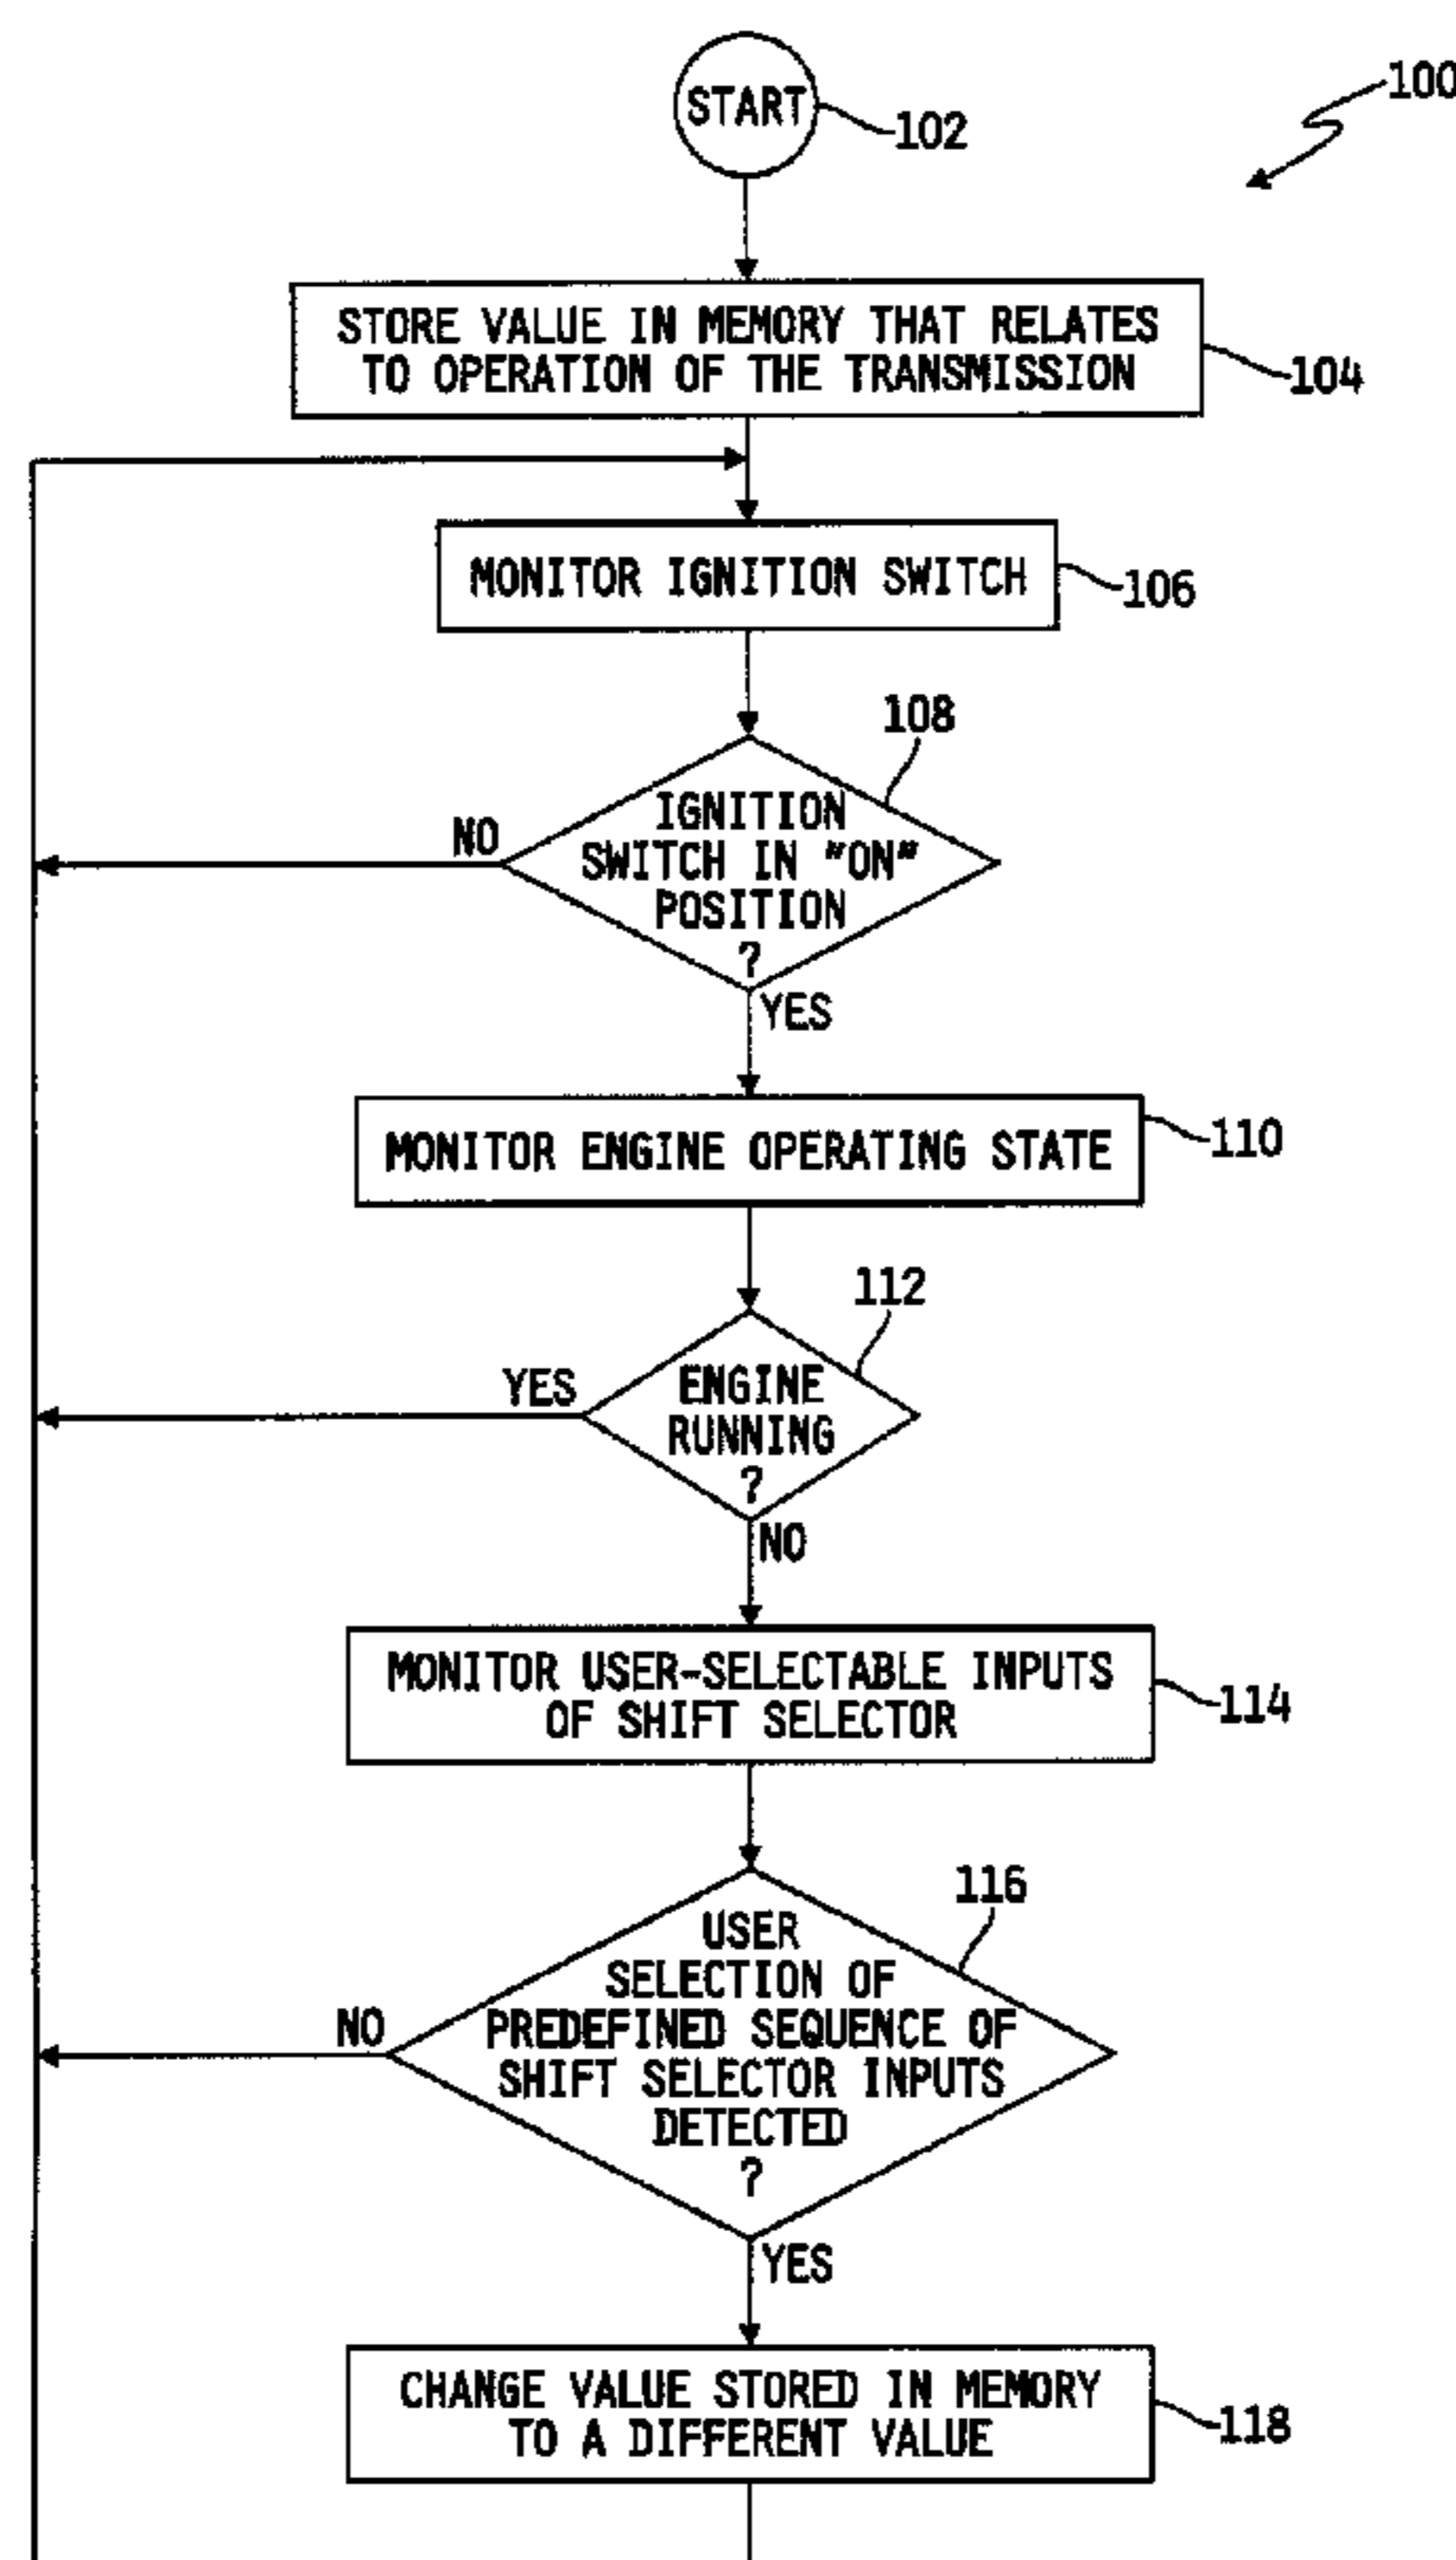 100
START
102
STORE VALUE IN MEMORY THAT RELATES
TO OPERATION OF THE TRANSMISSION
104
MONITOR IGNITION SWITCH
106
108
IGNITION
SWITCH IN "ON"
POSITION
?
NO
YES
MONITOR ENGINE OPERATING STATE
110
112
ENGINE
RUNNING
?
YES
NO
MONITOR USER-SELECTABLE INPUTS
OF SHIFT SELECTOR
114
116
USER
SELECTION OF
PREDEFINED SEQUENCE OF
SHIFT SELECTOR INPUTS
DETECTED
?
NO
YES
CHANGE VALUE STORED IN MEMORY
TO A DIFFERENT VALUE
118